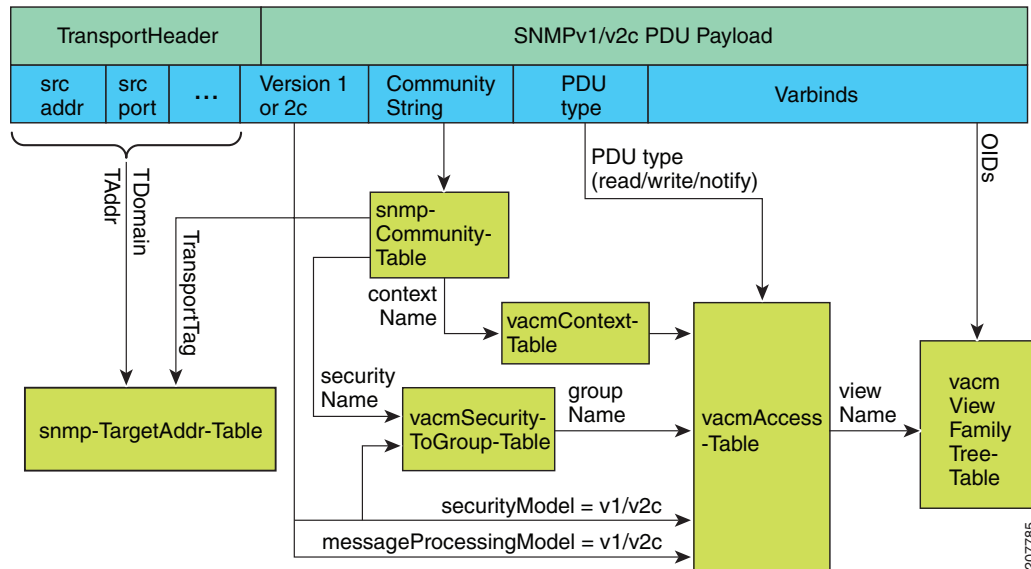 TransportHeader
SNMPv1/v2c PDU Payload
src
addr
src
port
...
Version 1
or 2c
Community
String
PDU
type
Varbinds
TDomain
TAddr
PDU type
(read/write/notify)
OIDs
snmp-
Community-
Table
TransportTag
context
Name
vacmContext-
Table
security
Name
snmp-TargetAddr-Table
vacmSecurity-
ToGroup-Table
group
Name
vacmAccess
-Table
view
Name
vacm
View
Family
Tree-
Table
securityModel = v1/v2c
messageProcessingModel = v1/v2c
207785